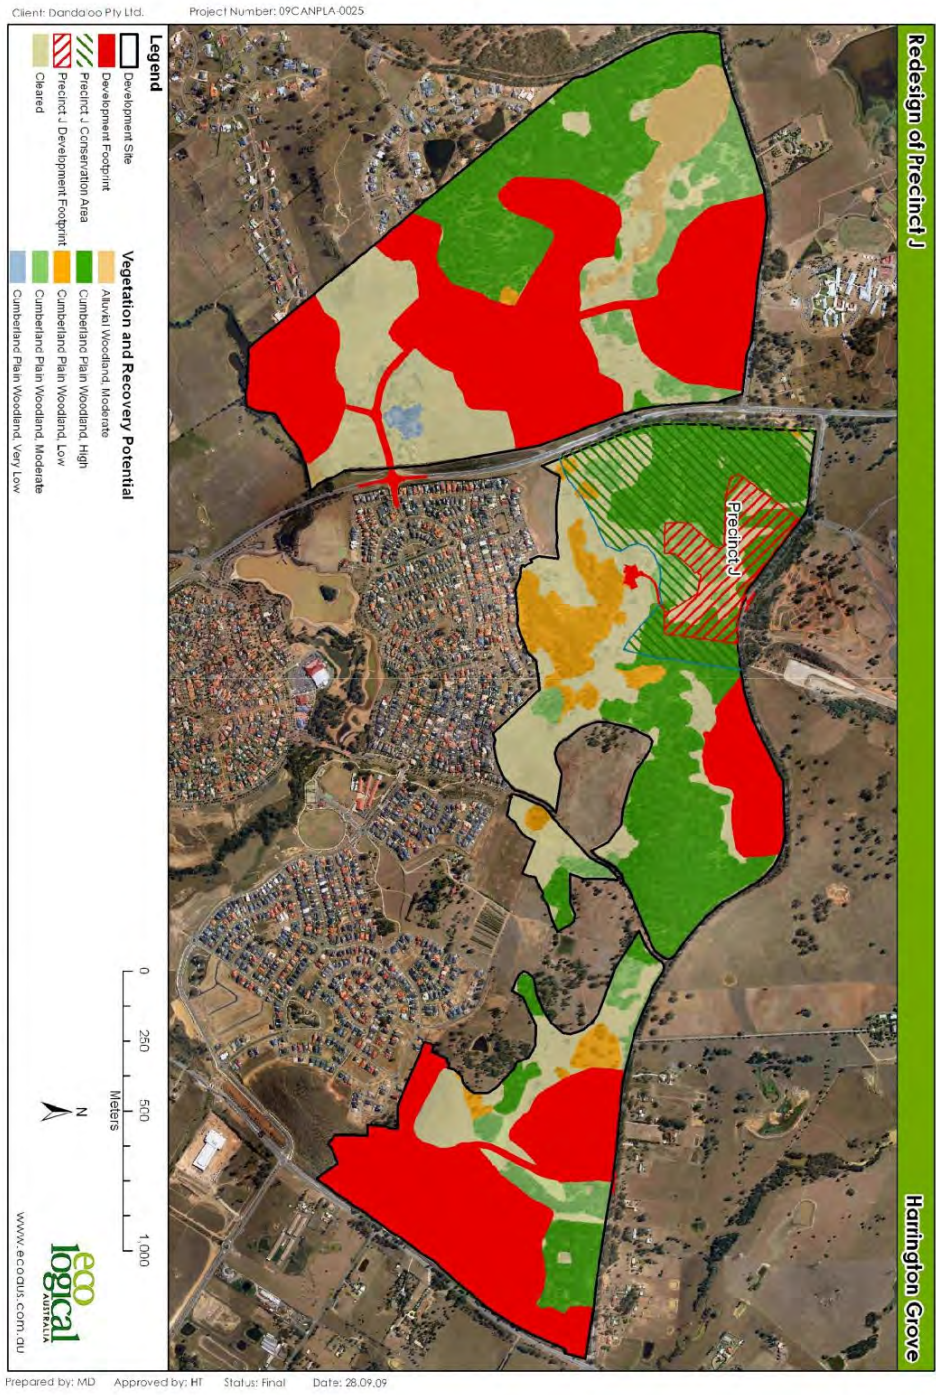 Client: Dandaloo Pty Ltd. Project Number: 09CANPLA-0025
Redesign of Precinct J
Harrington Grove
Precinct J
Legend
Development Site
Development Footprint
Precinct J Conservation Area
Precinct J Development Footprint
Cleared
Vegetation and Recovery Potential
Alluvial Woodland, Moderate
Cumberland Plain Woodland, High
Cumberland Plain Woodland, Low
Cumberland Plain Woodland, Moderate
Cumberland Plain Woodland, Very Low
0 250 500 1,000
Meters
N
eco
logical
AUSTRALIA
www.ecoaus.com.au
Prepared by: MD Approved by: HT Status: Final Date: 28.09.09